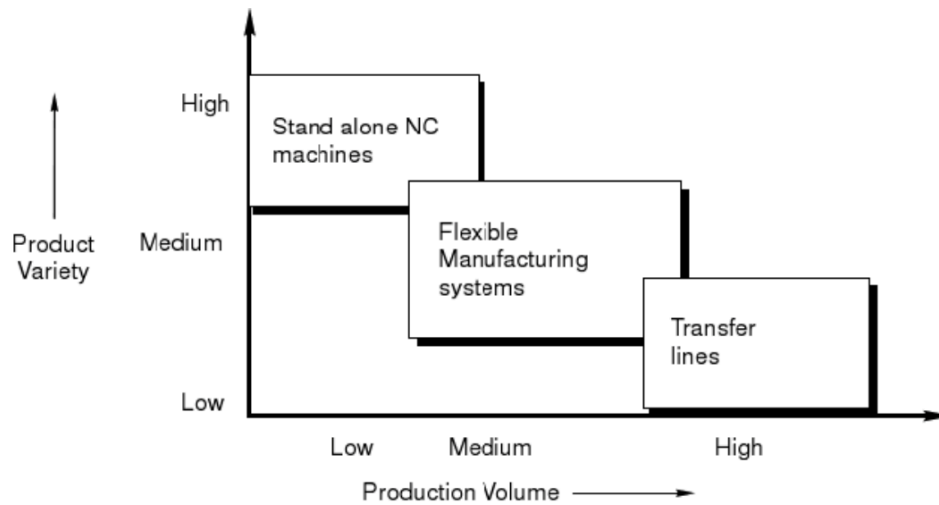 High
Stand alone NC
machines
Product
Variety
Medium
Flexible
Manufacturing
systems
Transfer
lines
Low
Low
Medium
High
Production Volume